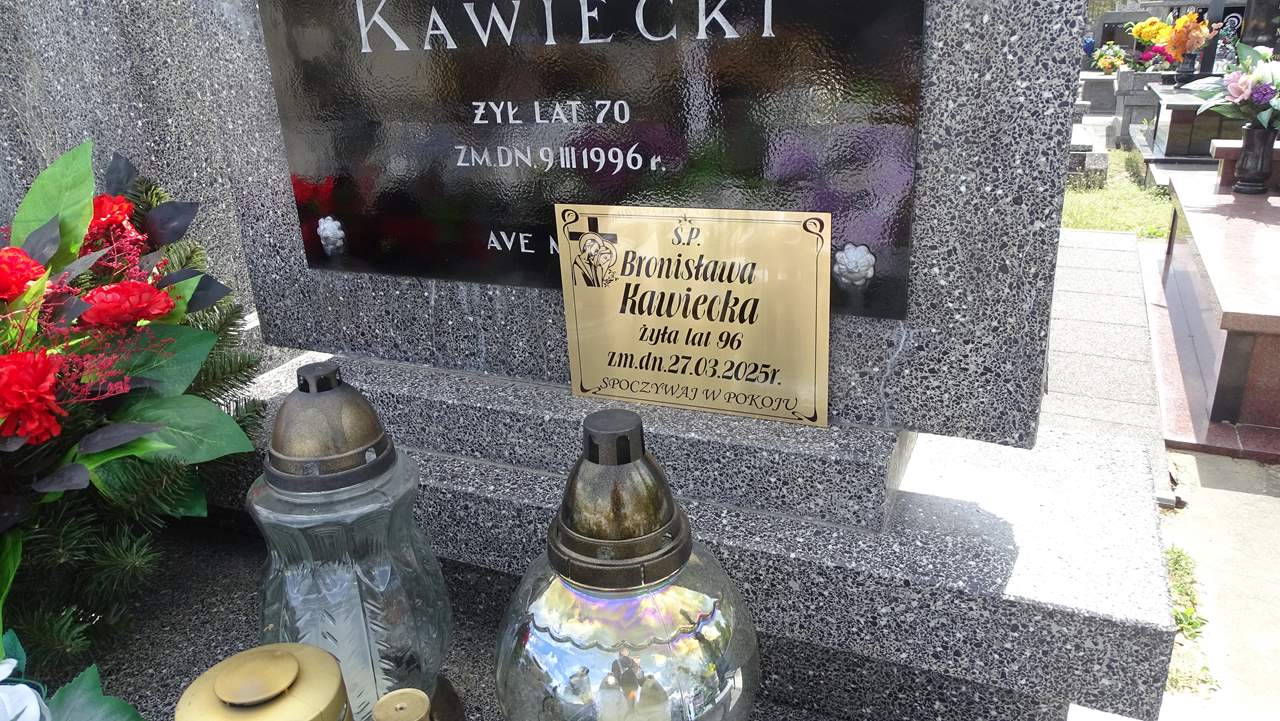 KAWIECKI
ŻYŁ LAT 70
ZM.DN 9 III 1996 r.
AVE
Ś.P.
Bronisława
Kawiecka
żyła lat 96
zm.dn.27.03.2025r.
SPOCZYWAJ W POKOJU